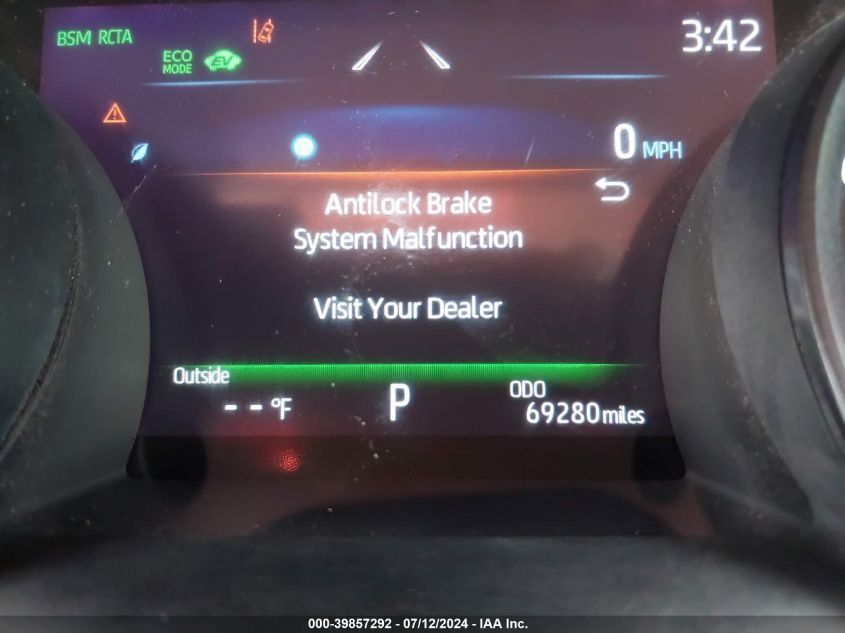 BSM RCTA
3:42
ECO
MODE
EV
0 MPH
Antilock Brake
System Malfunction
Visit Your Dealer
Outside
- - °F
P
ODO
69280 miles
000-39857292 - 07/12/2024 - IAA Inc.